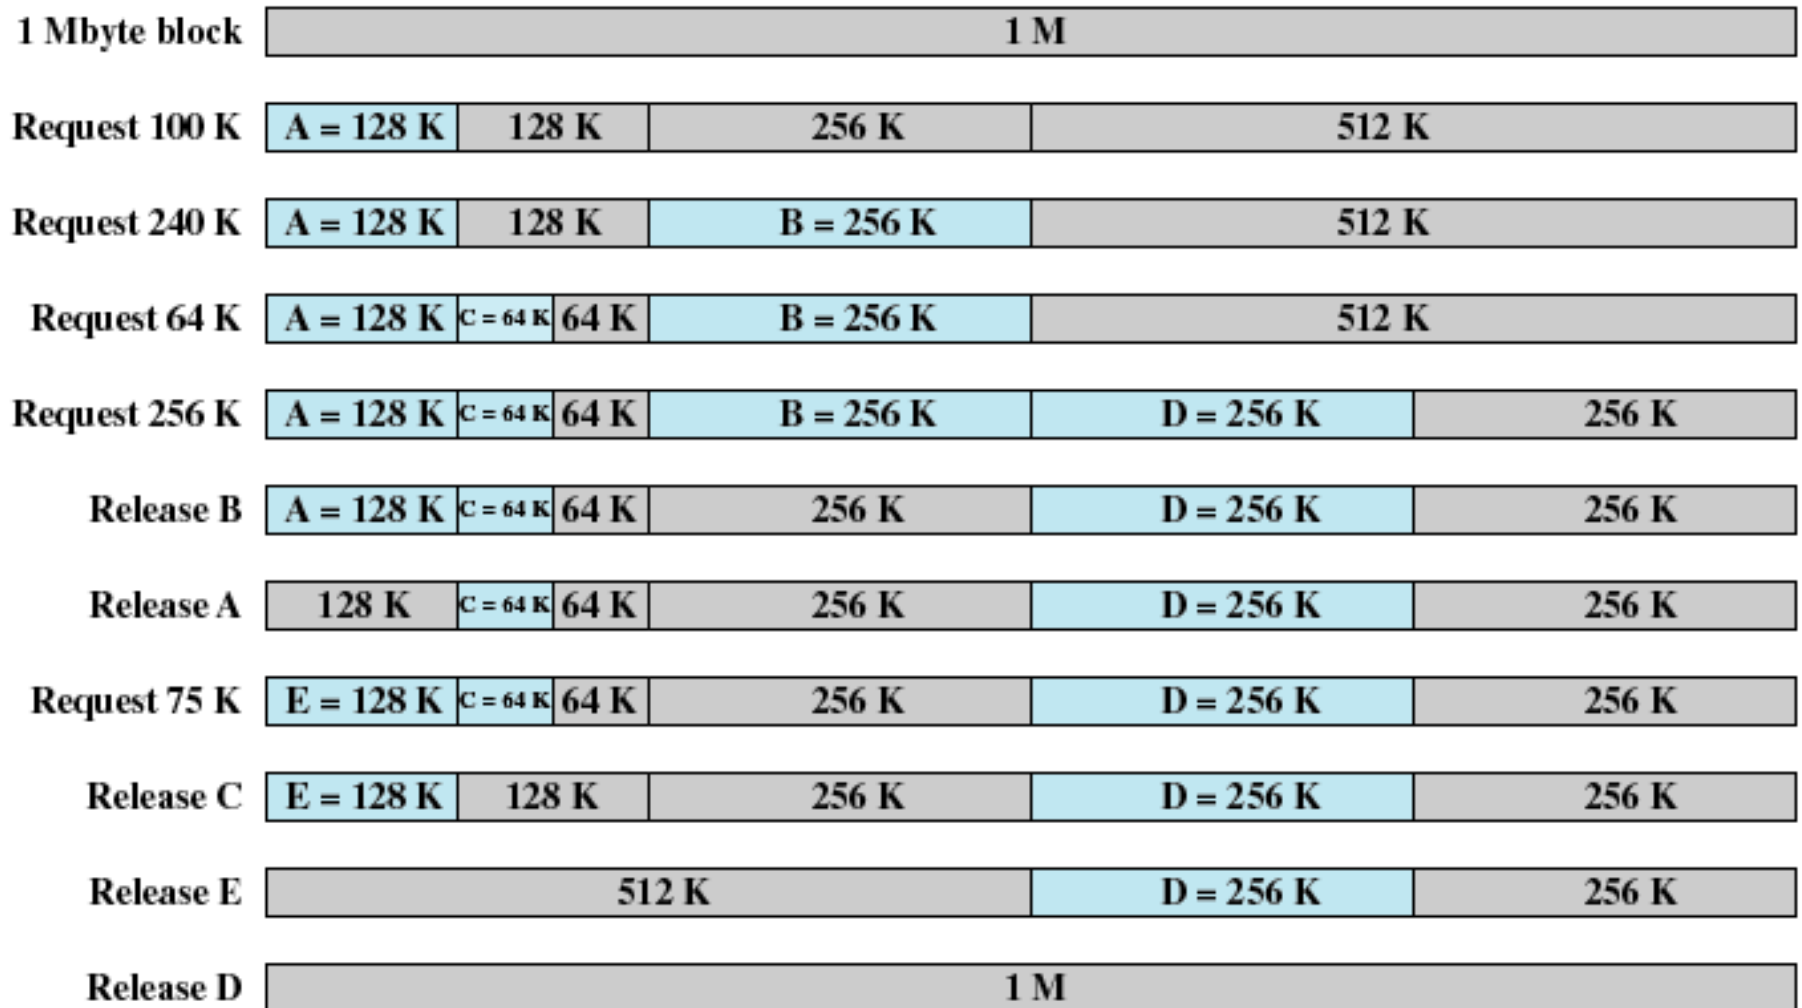 1 Mbyte block 1 M
Request 100 K A = 128 K 128 K 256 K 512 K
Request 240 K A = 128 K 128 K B = 256 K 512 K
Request 64 K A = 128 K C = 64 K 64 K B = 256 K 512 K
Request 256 K A = 128 K C = 64 K 64 K B = 256 K D = 256 K 256 K
Release B A = 128 K C = 64 K 64 K 256 K D = 256 K 256 K
Release A 128 K C = 64 K 64 K 256 K D = 256 K 256 K
Request 75 K E = 128 K C = 64 K 64 K 256 K D = 256 K 256 K
Release C E = 128 K 128 K 256 K D = 256 K 256 K
Release E 512 K D = 256 K 256 K
Release D 1 M